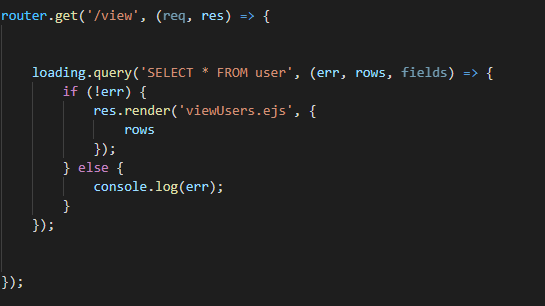 router.get('/view', (req, res) => {
loading.query('SELECT * FROM user', (err, rows, fields) => {
if (!err) {
res.render('viewUsers.ejs', {
rows
});
} else {
console.log(err);
}
});
});